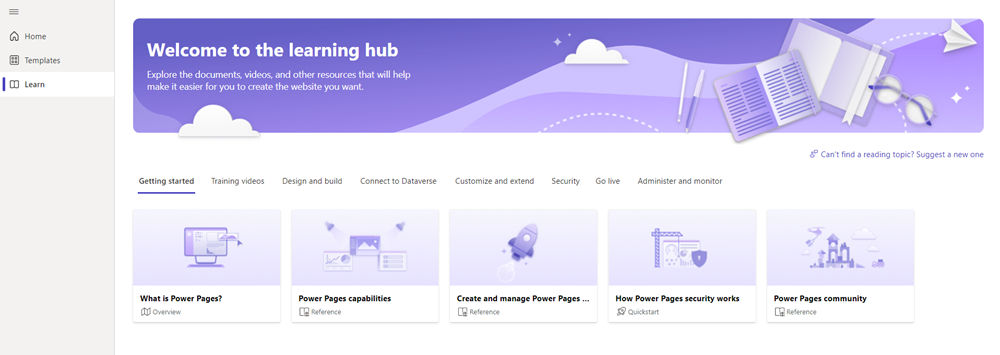 Home
Templates
Learn
Welcome to the learning hub
Explore the documents, videos, and other resources that will help
make it easier for you to create the website you want.
Can't find a reading topic? Suggest a new one
Getting started
Training videos
Design and build
Connect to Dataverse
Customize and extend
Security
Go live
Administer and monitor
What is Power Pages?
Overview
Power Pages capabilities
Reference
Create and manage Power Pages ...
Reference
How Power Pages security works
Quickstart
Power Pages community
Reference